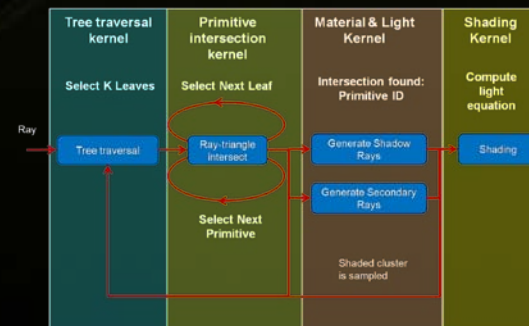 Tree traversal
kernel
Primitive
intersection
kernel
Material & Light
Kernel
Shading
Kernel
Select K Leaves
Select Next Leaf
Intersection found:
Primitive ID
Compute
light
equation
Ray
Tree traversal
Ray-triangle
intersect
Generate Shadow
Rays
Shading
Generate Secondary
Rays
Select Next
Primitive
Shaded cluster
is sampled